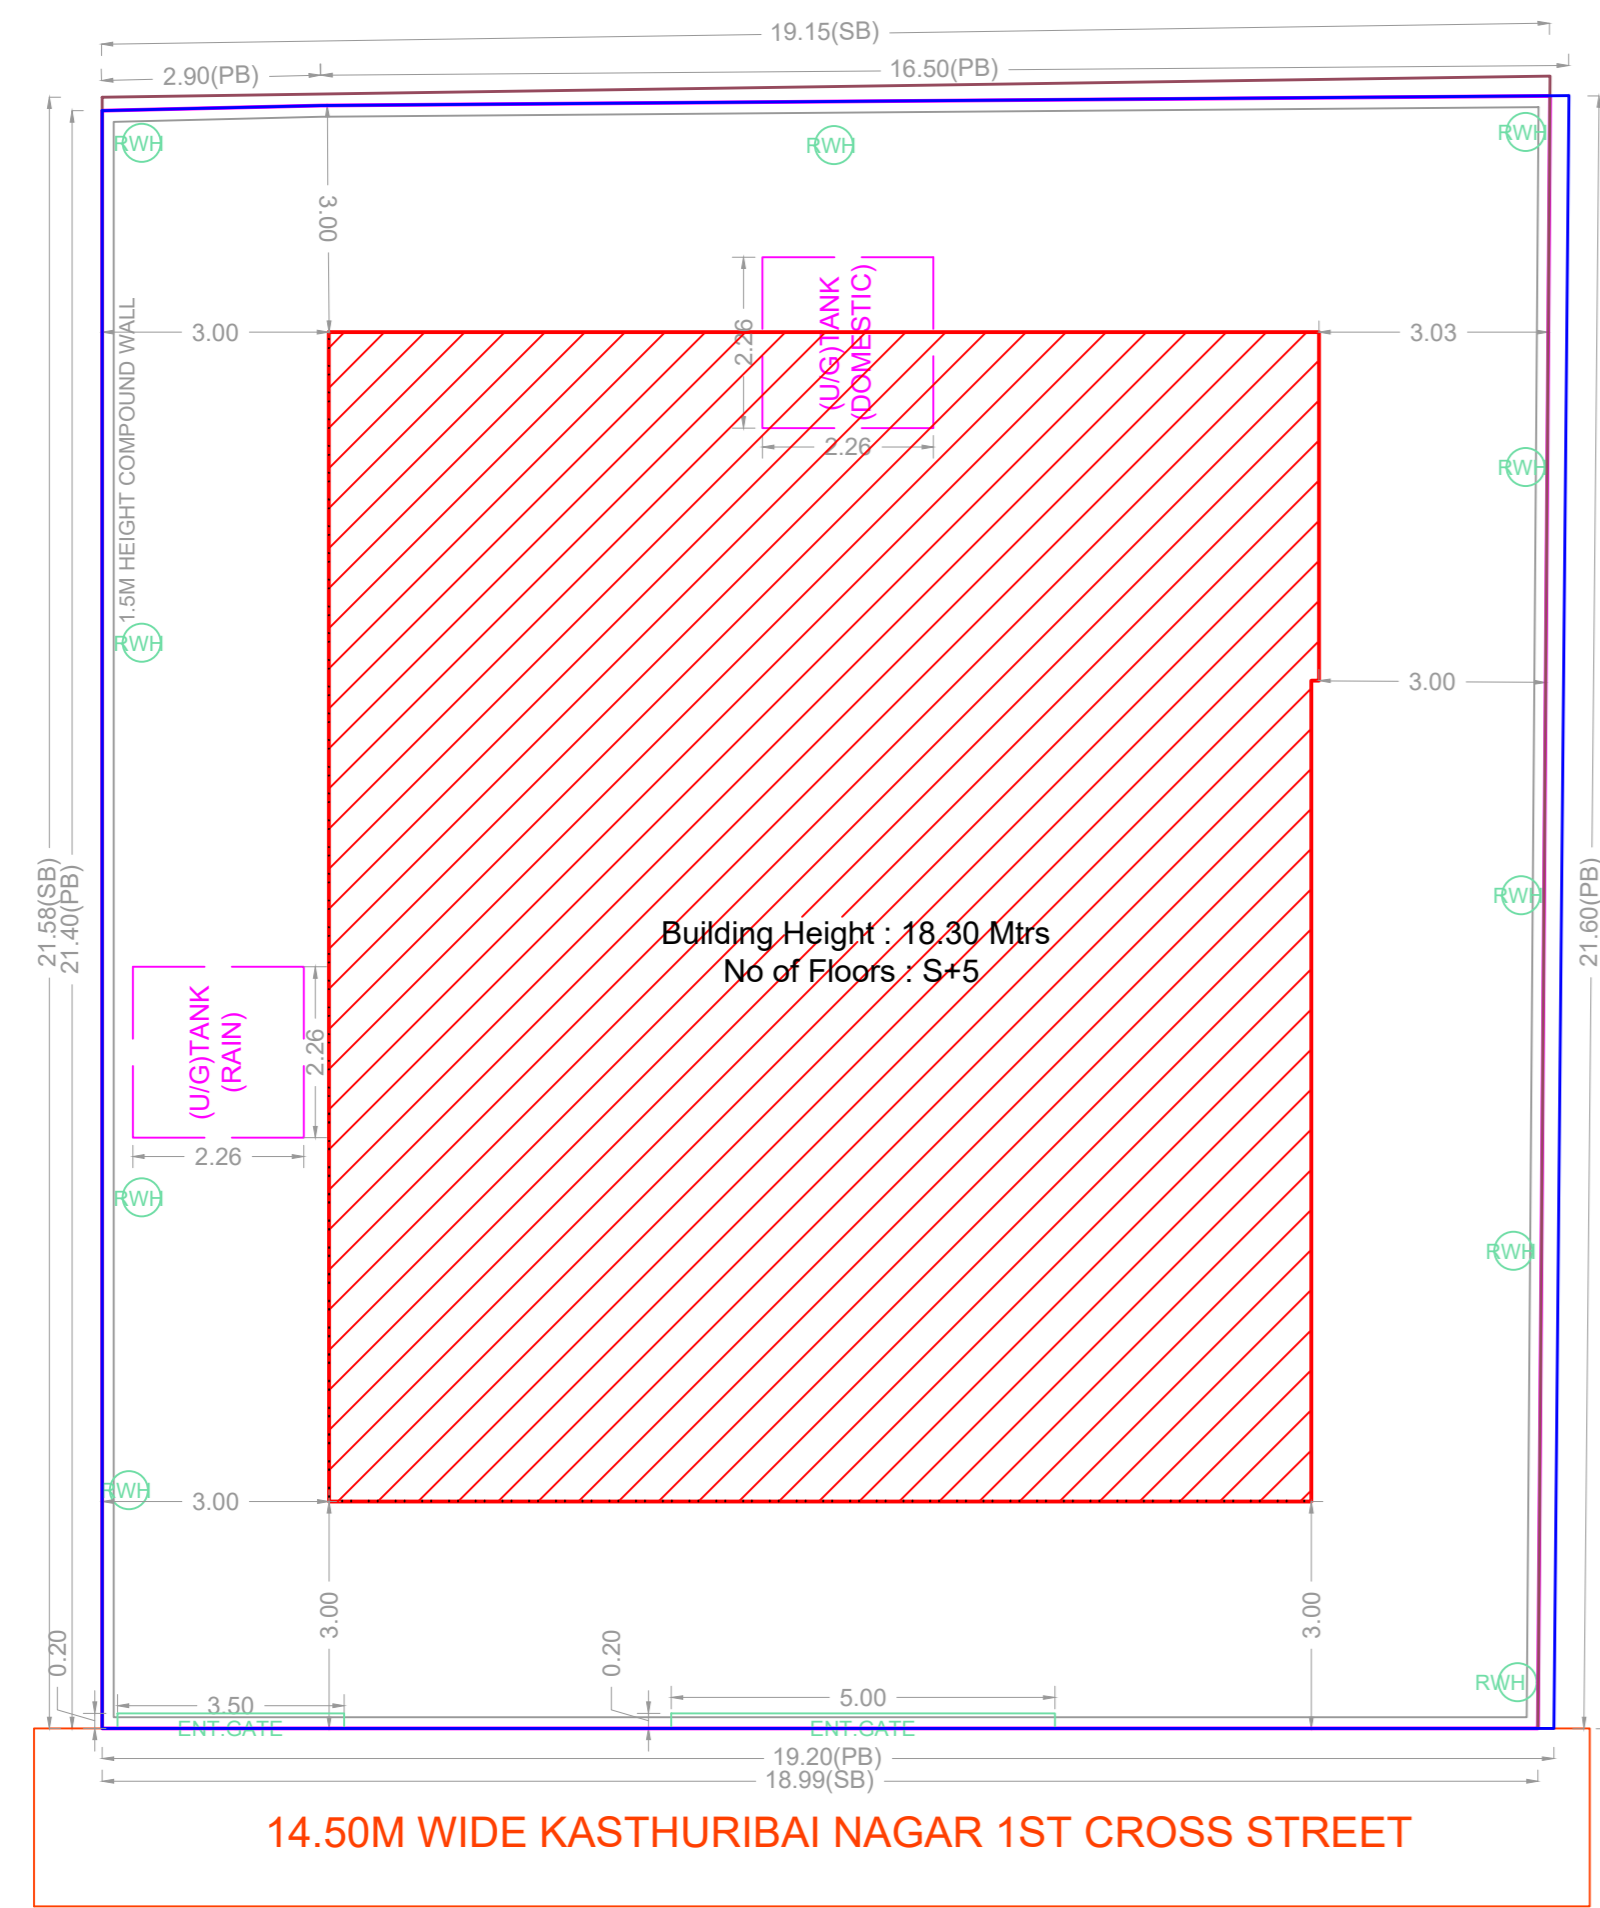 19.15(SB)
2.90(PB)
16.50(PB)
RWH
RWH
RWH
3.00
1.5M HEIGHT COMPOUND WALL
3.00
2.26
(U/G)TANK
(DOMESTIC)
2.26
3.03
RWH
RWH
3.00
21.58(SB)
21.40(PB)
RWH
21.60(PB)
Building Height : 18.30 Mtrs
No of Floors : S+5
(U/G)TANK
(RAIN)
2.26
2.26
RWH
RWH
RWH
3.00
3.00
3.00
0.20
0.20
RWH
3.50
5.00
ENT.GATE
ENT.GATE
19.20(PB)
18.99(SB)
14.50M WIDE KASTHURIBAI NAGAR 1ST CROSS STREET